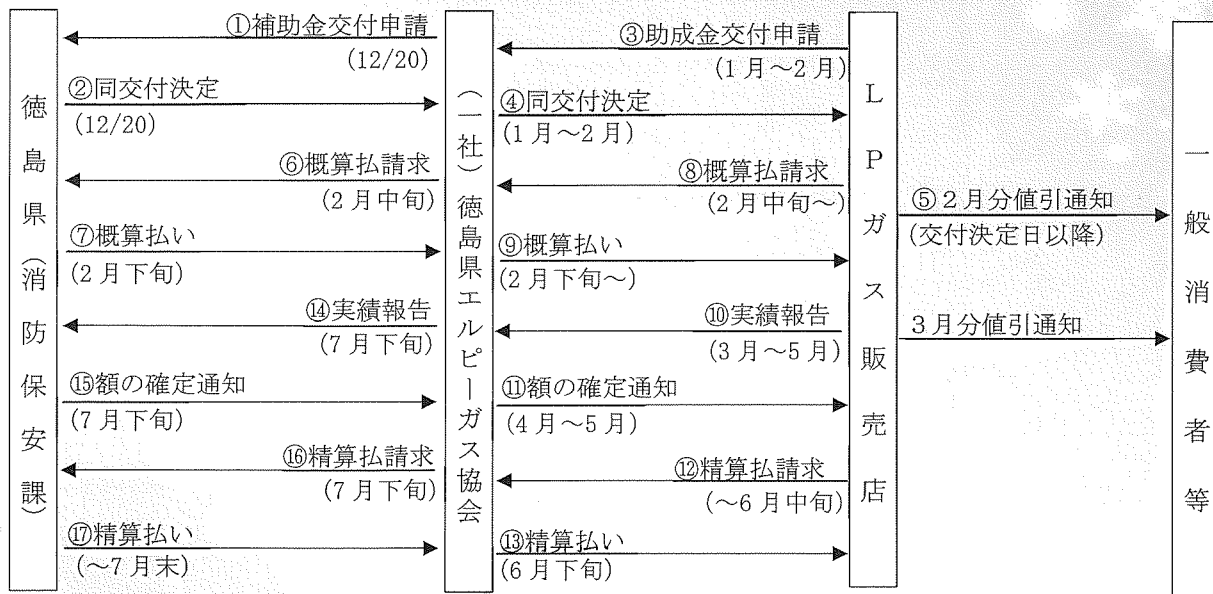 徳島県（消防保安課）
①補助金交付申請
(12/20)
②同交付決定
(12/20)
⑥概算払請求
(2月中旬)
⑦概算払い
(2月下旬)
⑭実績報告
(7月下旬)
⑮額の確定通知
(7月下旬)
⑯精算払請求
(7月下旬)
⑰精算払い
(～7月末)
（一社）徳島県エルピーガス協会
③助成金交付申請
(1月～2月)
④同交付決定
(1月～2月)
⑧概算払請求
(2月中旬～)
⑨概算払い
(2月下旬～)
⑩実績報告
(3月～5月)
⑪額の確定通知
(4月～5月)
⑫精算払請求
(～6月中旬)
⑬精算払い
(6月下旬)
LPガス販売店
⑤2月分値引通知
(交付決定日以降)
3月分値引通知
一般消費者等